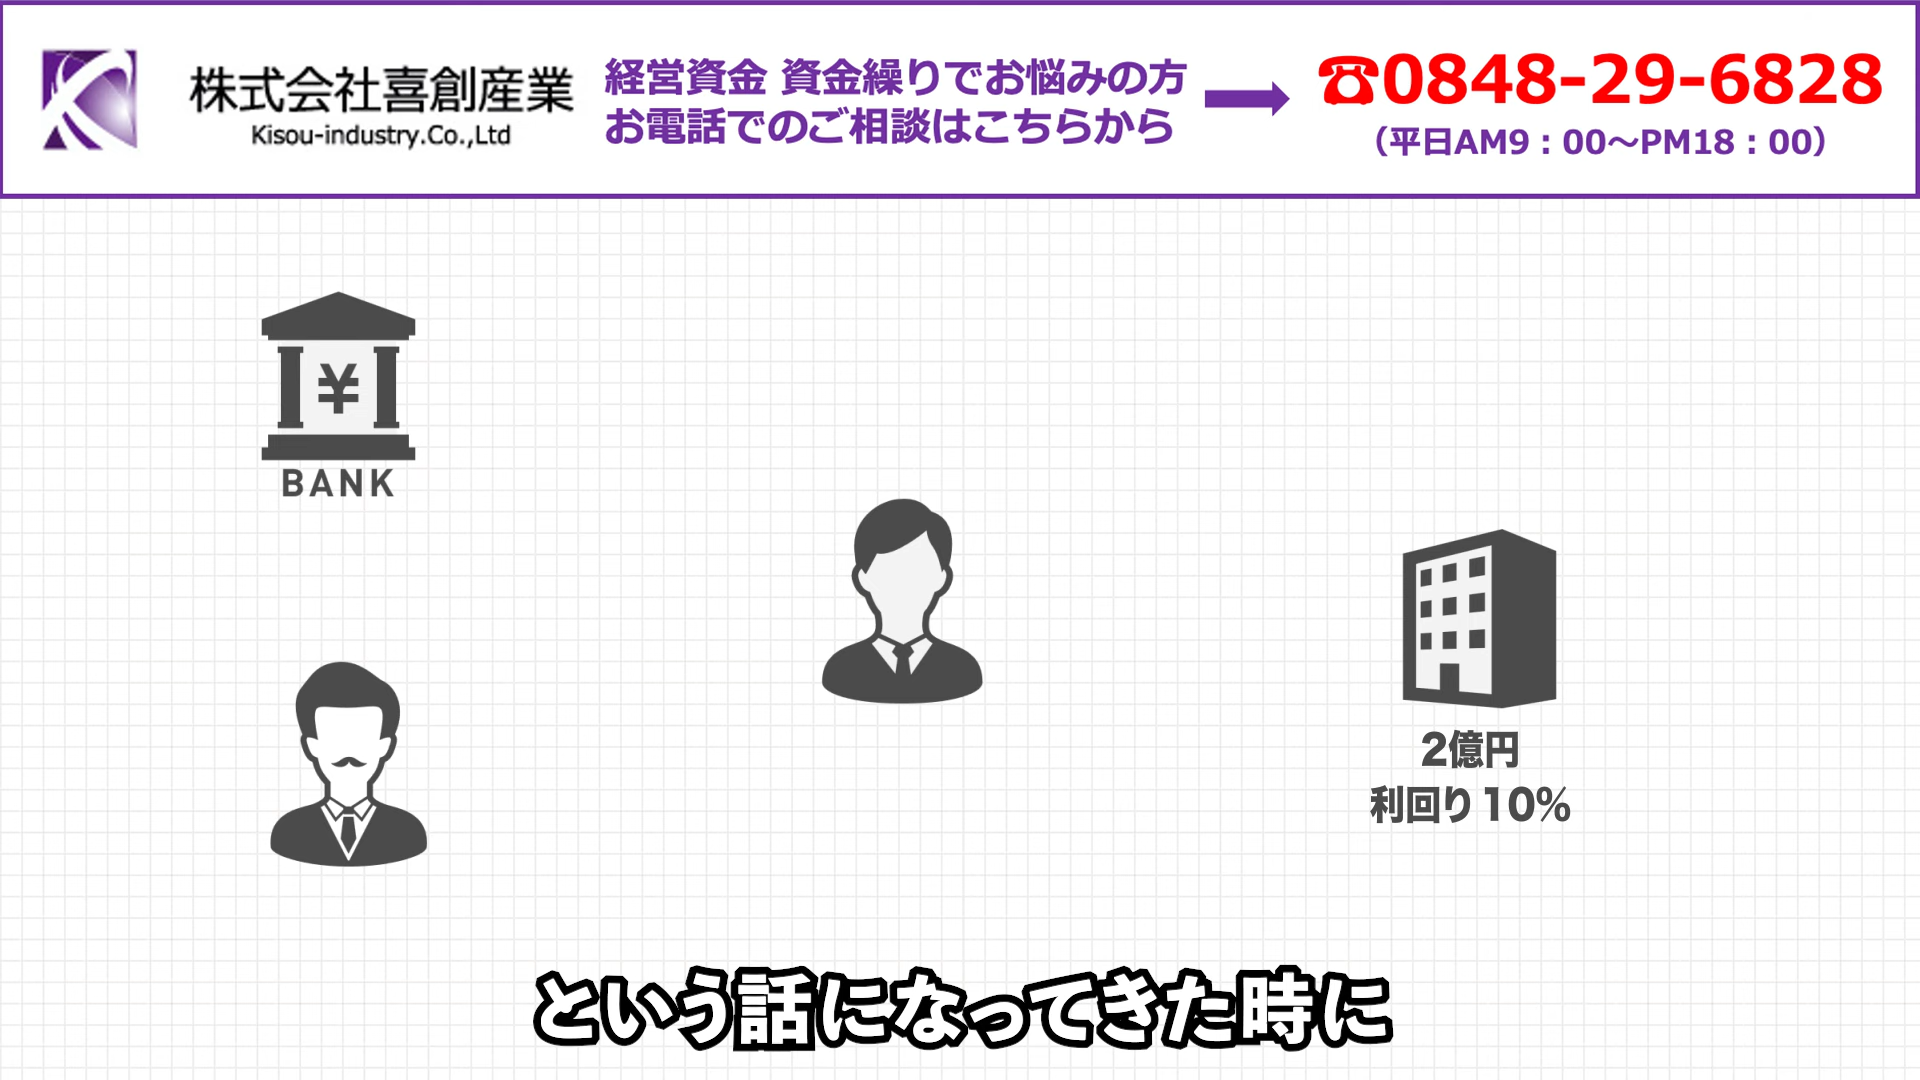 株式会社喜創産業
Kisou-industry.Co.,Ltd
経営資金 資金繰りでお悩みの方
お電話でのご相談はこちらから
☎0848-29-6828
（平日AM9：00～PM18：00）
¥
BANK
2億円
利回り10%
という話になってきた時に